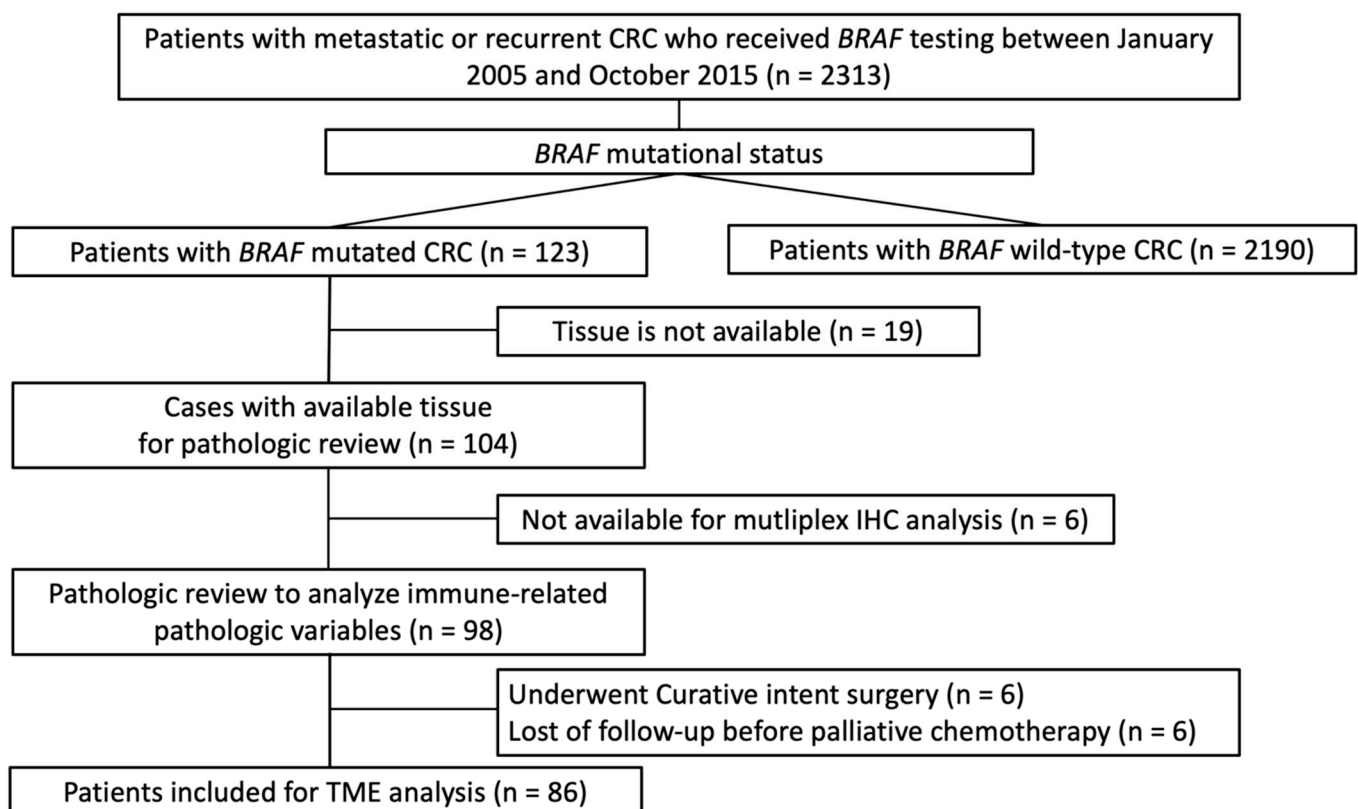 Patients with metastatic or recurrent CRC who received BRAF testing between January
2005 and October 2015 (n = 2313)
BRAF mutational status
Patients with BRAF mutated CRC (n = 123)
Patients with BRAF wild-type CRC (n = 2190)
Tissue is not available (n = 19)
Cases with available tissue
for pathologic review (n = 104)
Not available for mutliplex IHC analysis (n = 6)
Pathologic review to analyze immune-related
pathologic variables (n = 98)
Underwent Curative intent surgery (n = 6)
Lost of follow-up before palliative chemotherapy (n = 6)
Patients included for TME analysis (n = 86)